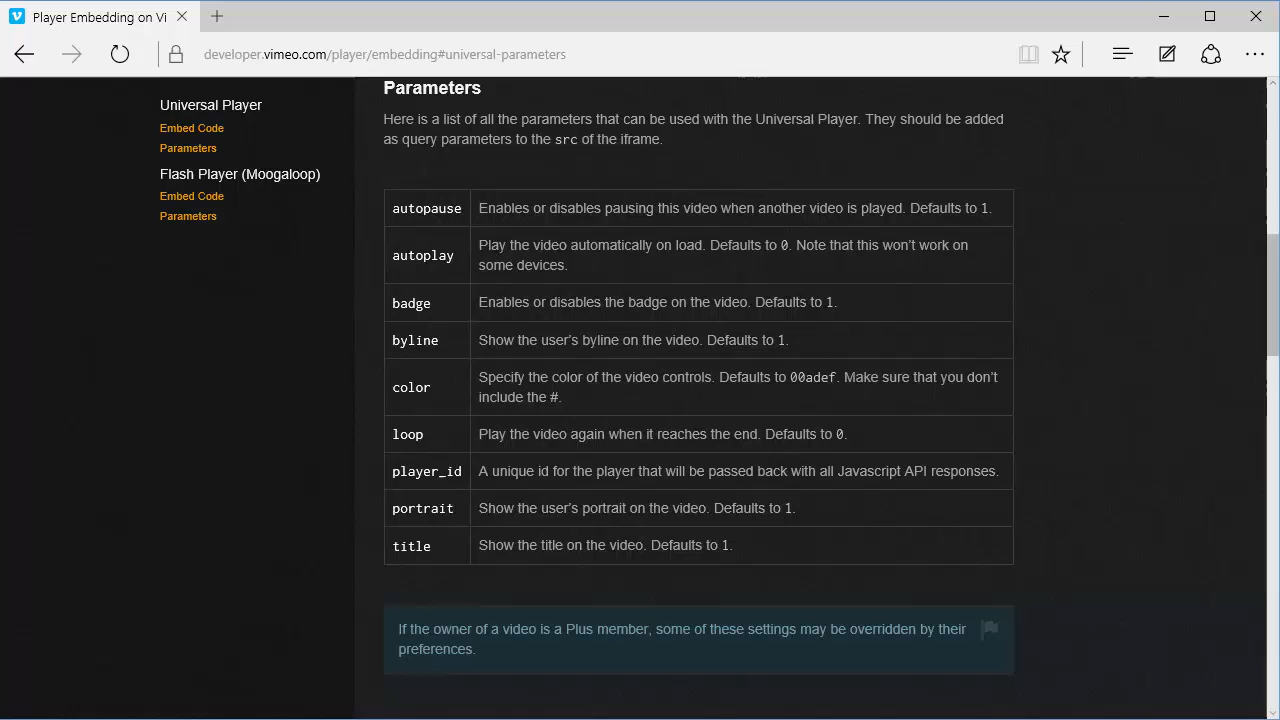 Player Embedding on Vi
developer.vimeo.com/player/embedding#universal-parameters
Universal Player
Embed Code
Parameters
Flash Player (Moogaloop)
Embed Code
Parameters
Parameters
Here is a list of all the parameters that can be used with the Universal Player. They should be added
as query parameters to the src of the iframe.
autopause Enables or disables pausing this video when another video is played. Defaults to 1.
autoplay Play the video automatically on load. Defaults to 0. Note that this won't work on
some devices.
badge Enables or disables the badge on the video. Defaults to 1.
byline Show the user's byline on the video. Defaults to 1.
color Specify the color of the video controls. Defaults to 00adef. Make sure that you don't
include the #.
loop Play the video again when it reaches the end. Defaults to 0.
player_id A unique id for the player that will be passed back with all Javascript API responses.
portrait Show the user's portrait on the video. Defaults to 1.
title Show the title on the video. Defaults to 1.
If the owner of a video is a Plus member, some of these settings may be overridden by their
preferences.